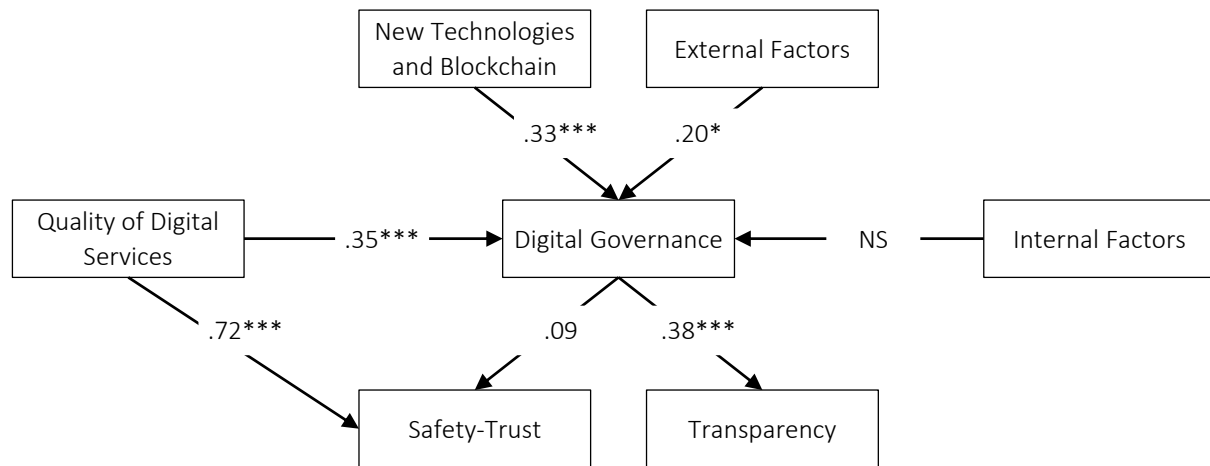 New Technologies
and Blockchain
External Factors
.33***
.20*
Quality of Digital
Services
.35***
Digital Governance
NS
Internal Factors
.72***
.09
.38***
Safety-Trust
Transparency